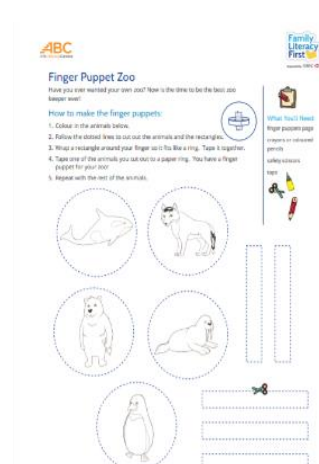 ABC
Family
Literacy
First
Finger Puppet Zoo
Have you ever wanted your own zoo? Now is the time to be the best zoo
keeper ever!
How to make the finger puppets:
1. Colour in the animals below.
2. Follow the dotted lines to cut out the animals and the rectangles.
3. Wrap a rectangle around your finger so it fits like a ring. Tape it together.
4. Tape one of the animals you cut out to a paper ring. You have a finger
puppet for your zoo!
5. Repeat with the rest of the animals.
What You'll Need
finger puppets page
crayons or coloured
pencils
safety scissors
tape